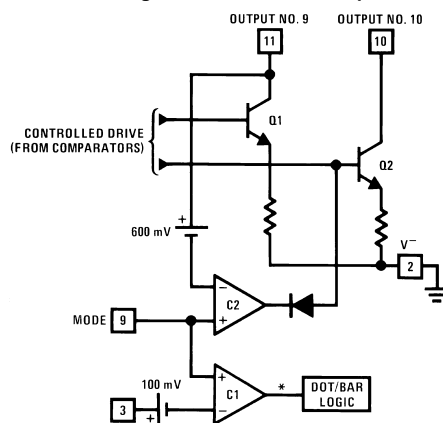 OUTPUT NO. 9
OUTPUT NO. 10
11
10
Q1
CONTROLLED DRIVE
(FROM COMPARATORS)
Q2
+
600 mV
V−
2
−
C2
MODE
9
+
100 mV
+
C1
*
DOT/BAR
LOGIC
3
+
−